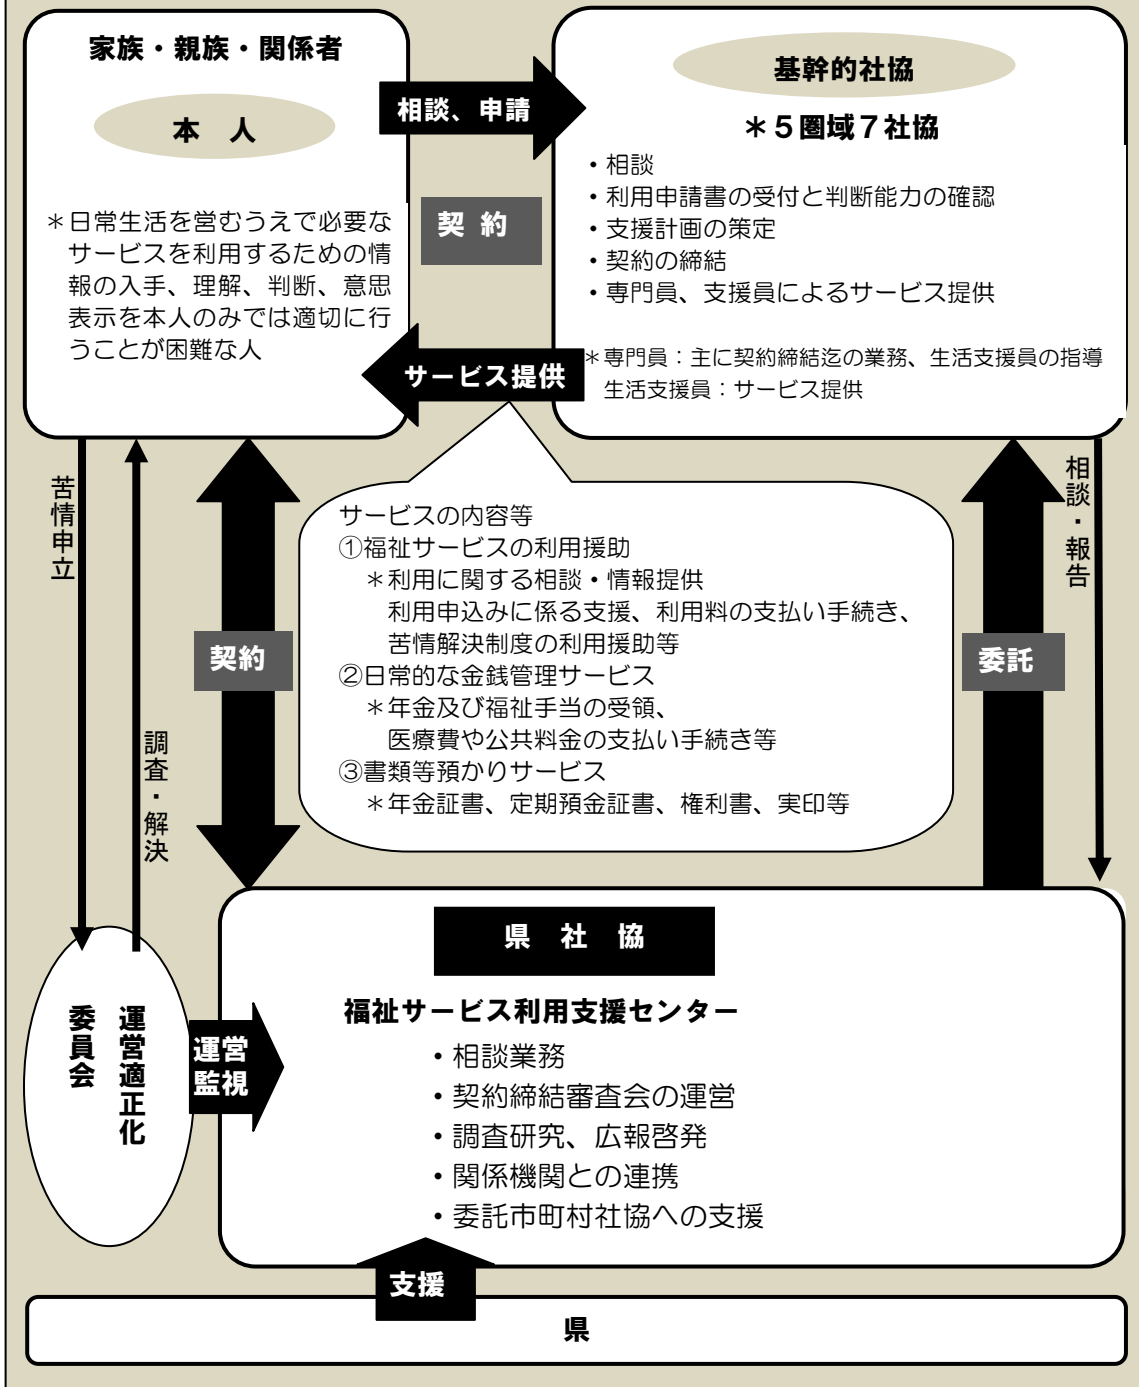 家族・親族・関係者
本　人
＊日常生活を営むうえで必要な
サービスを利用するための情
報の入手、理解、判断、意思
表示を本人のみでは適切に行
うことが困難な人
相談、申請
契 約
サービス提供
基幹的社協
＊５圏域７社協
・相談
・利用申請書の受付と判断能力の確認
・支援計画の策定
・契約の締結
・専門員、支援員によるサービス提供
＊専門員：主に契約締結迄の業務、生活支援員の指導
生活支援員：サービス提供
苦情申立
調査・解決
契約
サービスの内容等
①福祉サービスの利用援助
＊利用に関する相談・情報提供
利用申込みに係る支援、利用料の支払い手続き、
苦情解決制度の利用援助等
②日常的な金銭管理サービス
＊年金及び福祉手当の受領、
医療費や公共料金の支払い手続き等
③書類等預かりサービス
＊年金証書、定期預金証書、権利書、実印等
委託
相談・報告
運営適正化
委員会
運営
監視
県　社　協
福祉サービス利用支援センター
・相談業務
・契約締結審査会の運営
・調査研究、広報啓発
・関係機関との連携
・委託市町村社協への支援
支援
県